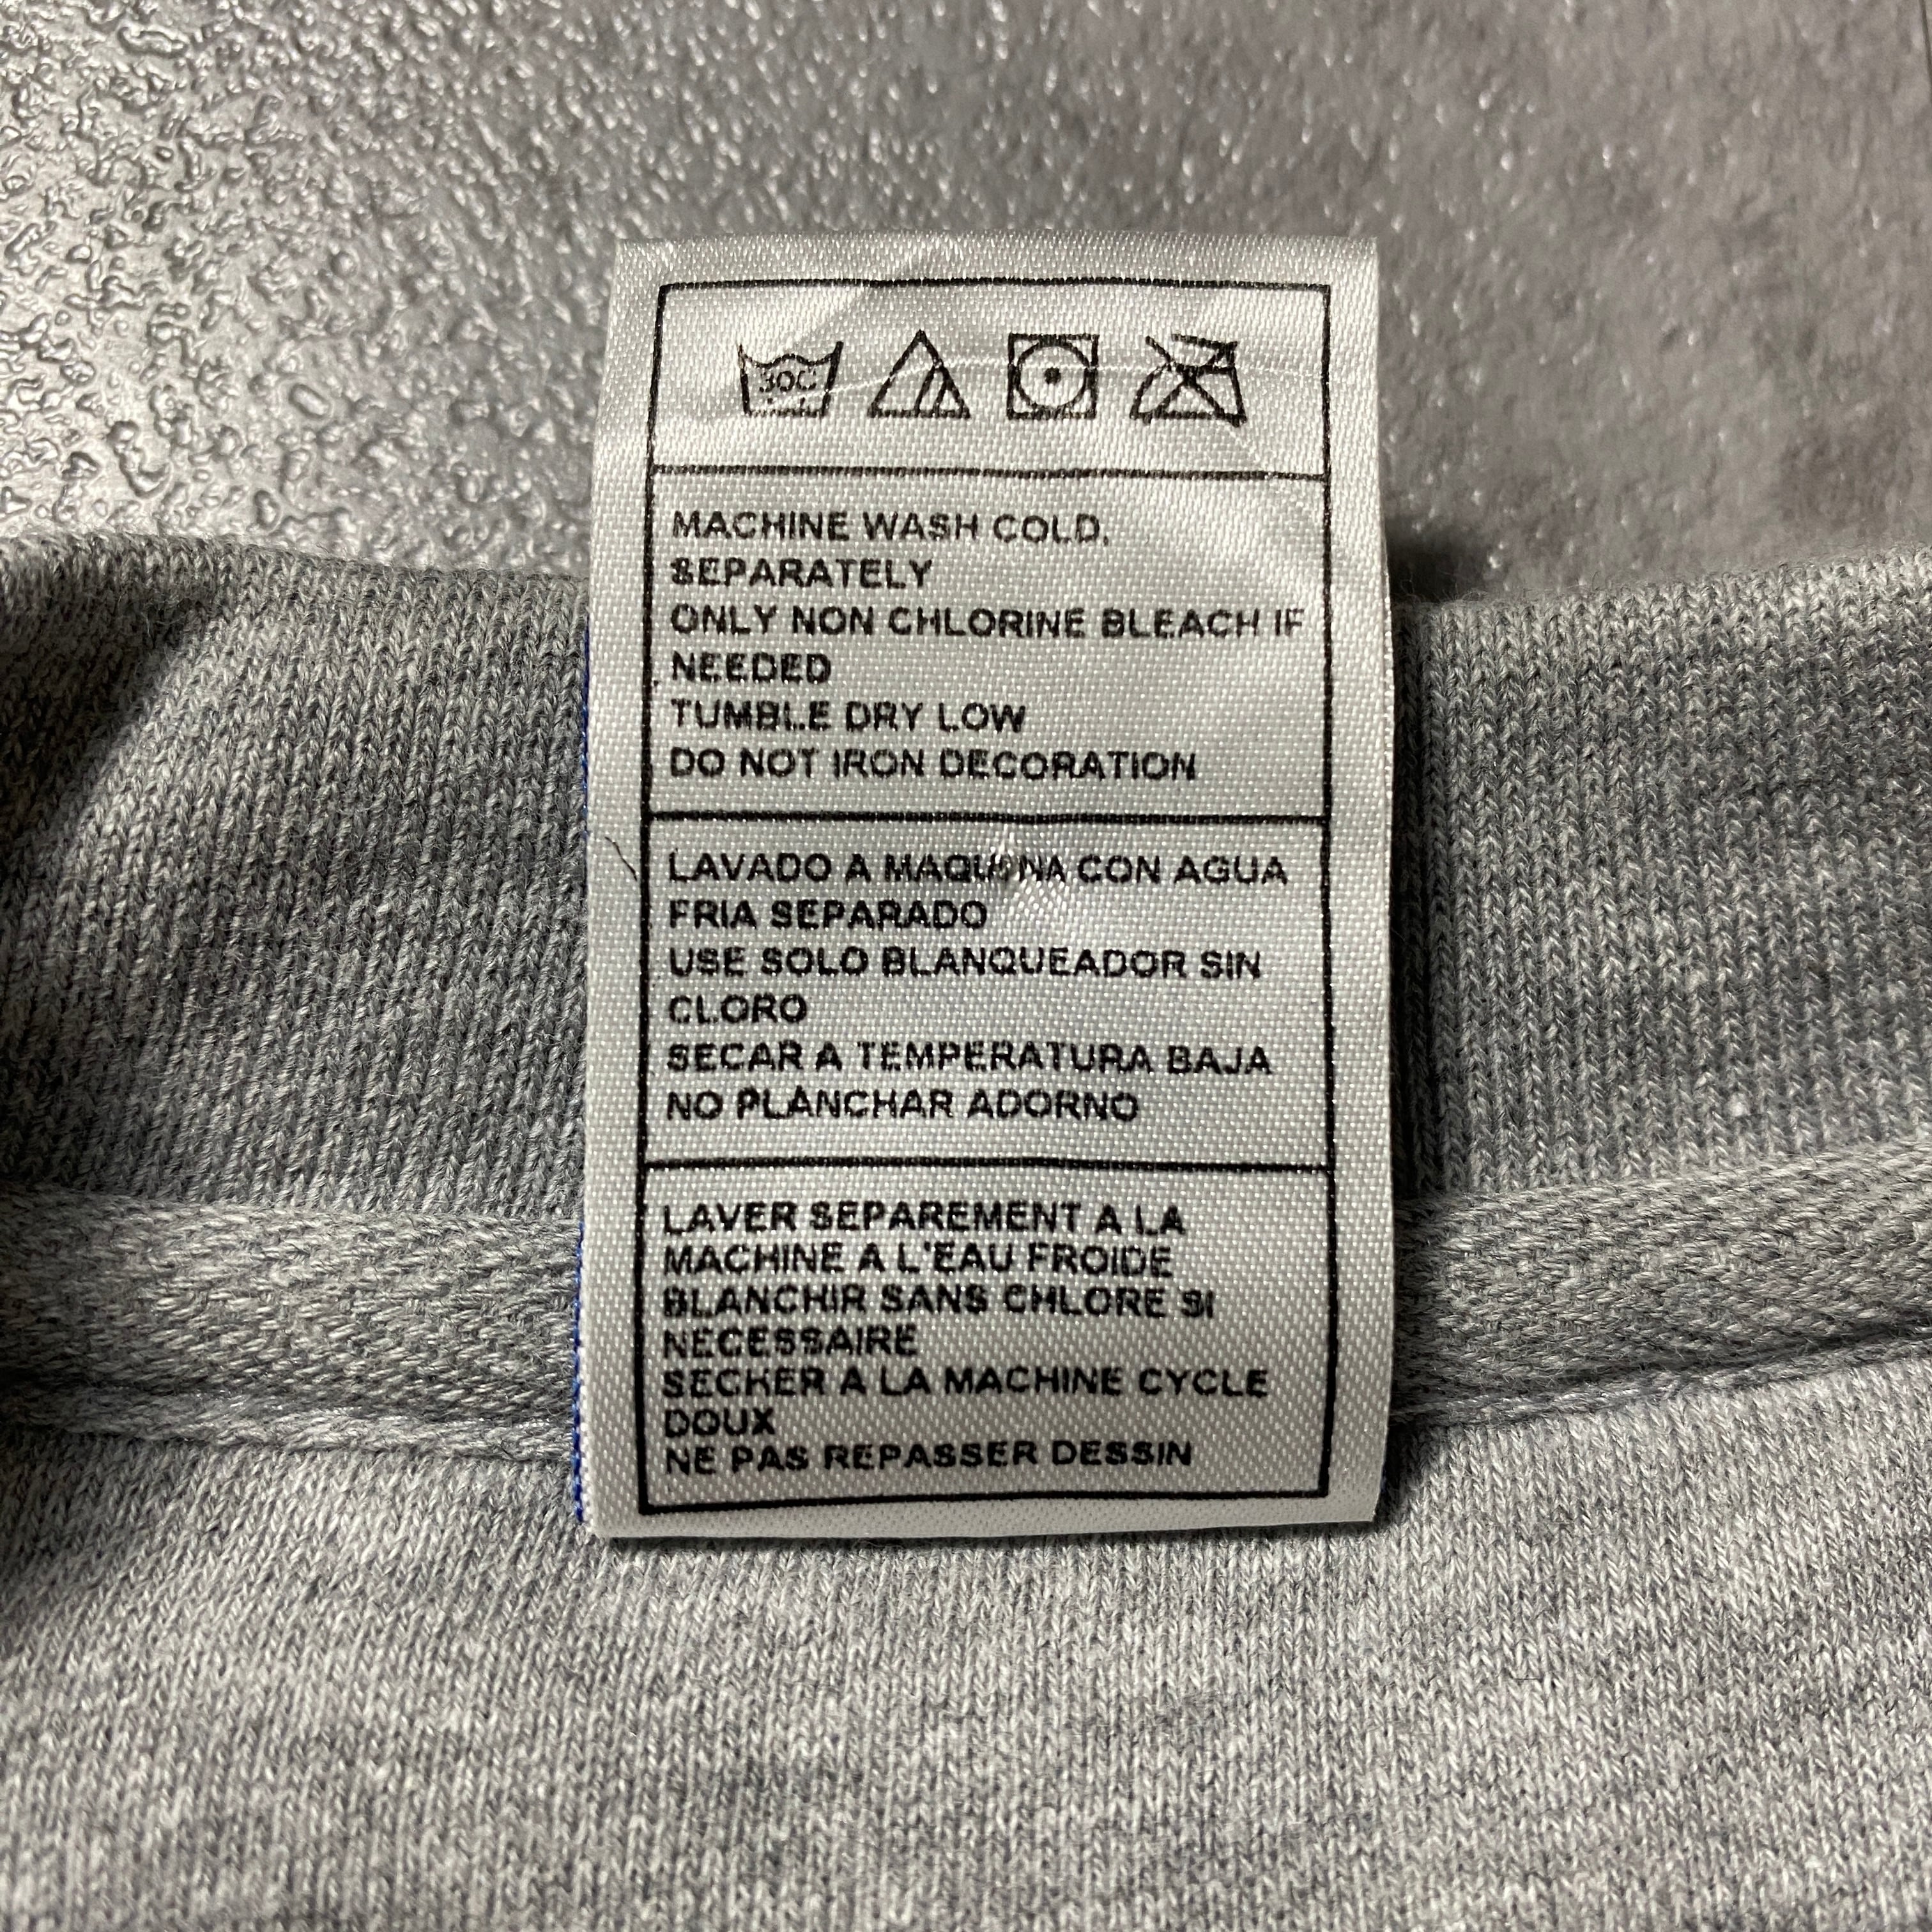 30C
MACHINE WASH COLD,
SEPARATELY
ONLY NON CHLORINE BLEACH IF
NEEDED
TUMBLE DRY LOW
DO NOT IRON DECORATION
LAVADO A MAQUINA CON AGUA
FRIA SEPARADO
USE SOLO BLANQUEADOR SIN
CLORO
SECAR A TEMPERATURA BAJA
NO PLANCHAR ADORNO
LAVER SEPAREMENT A LA
MACHINE A L'EAU FROIDE
BLANCHIR SANS CHLORE SI
NECESSAIRE
SECHER A LA MACHINE CYCLE
DOUX
NE PAS REPASSER DESSIN